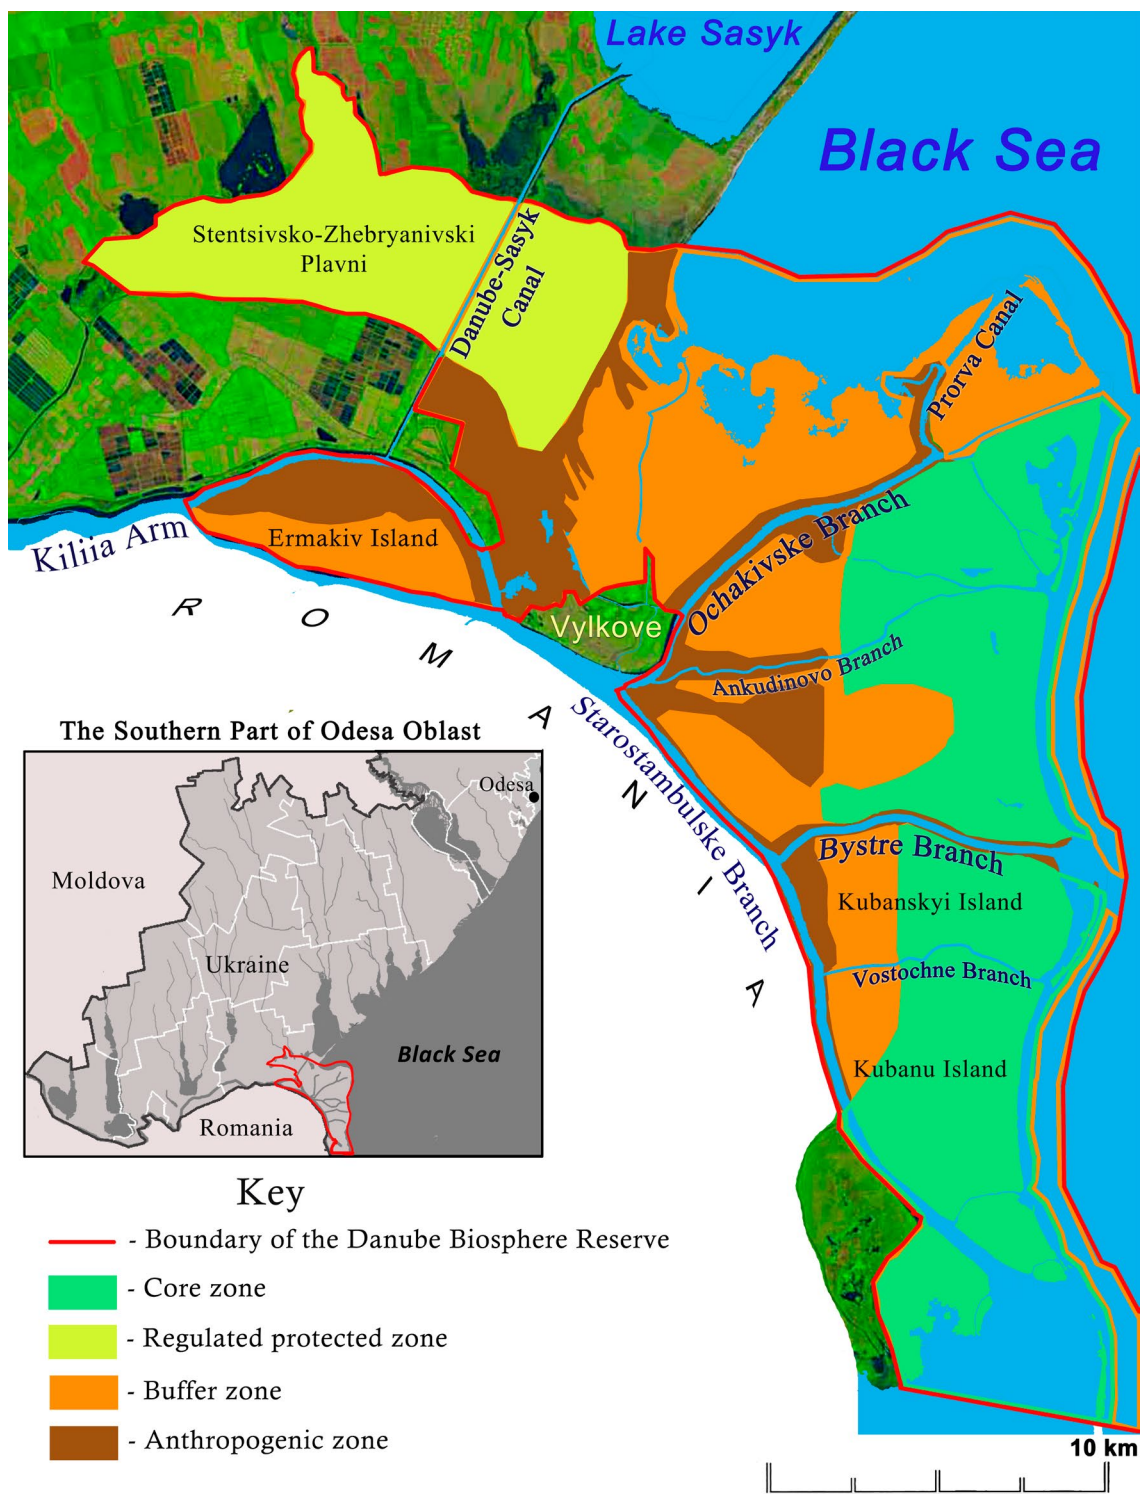 Lake Sasyk
Black Sea
Stentsivsko-Zhebryanivski
Plavni
Danube-Sasyk
Canal
Prorva Canal
Kiliia Arm
Ermakiv Island
Ochakivske Branch
Vylkove
Ankudinovo Branch
ROMANIA
Starostambulske Branch
Bystre Branch
Kubanskyi Island
Vostochne Branch
Kubanu Island
The Southern Part of Odesa Oblast
Odesa
Moldova
Ukraine
Black Sea
Romania
Key
- Boundary of the Danube Biosphere Reserve
- Core zone
- Regulated protected zone
- Buffer zone
- Anthropogenic zone
10 km